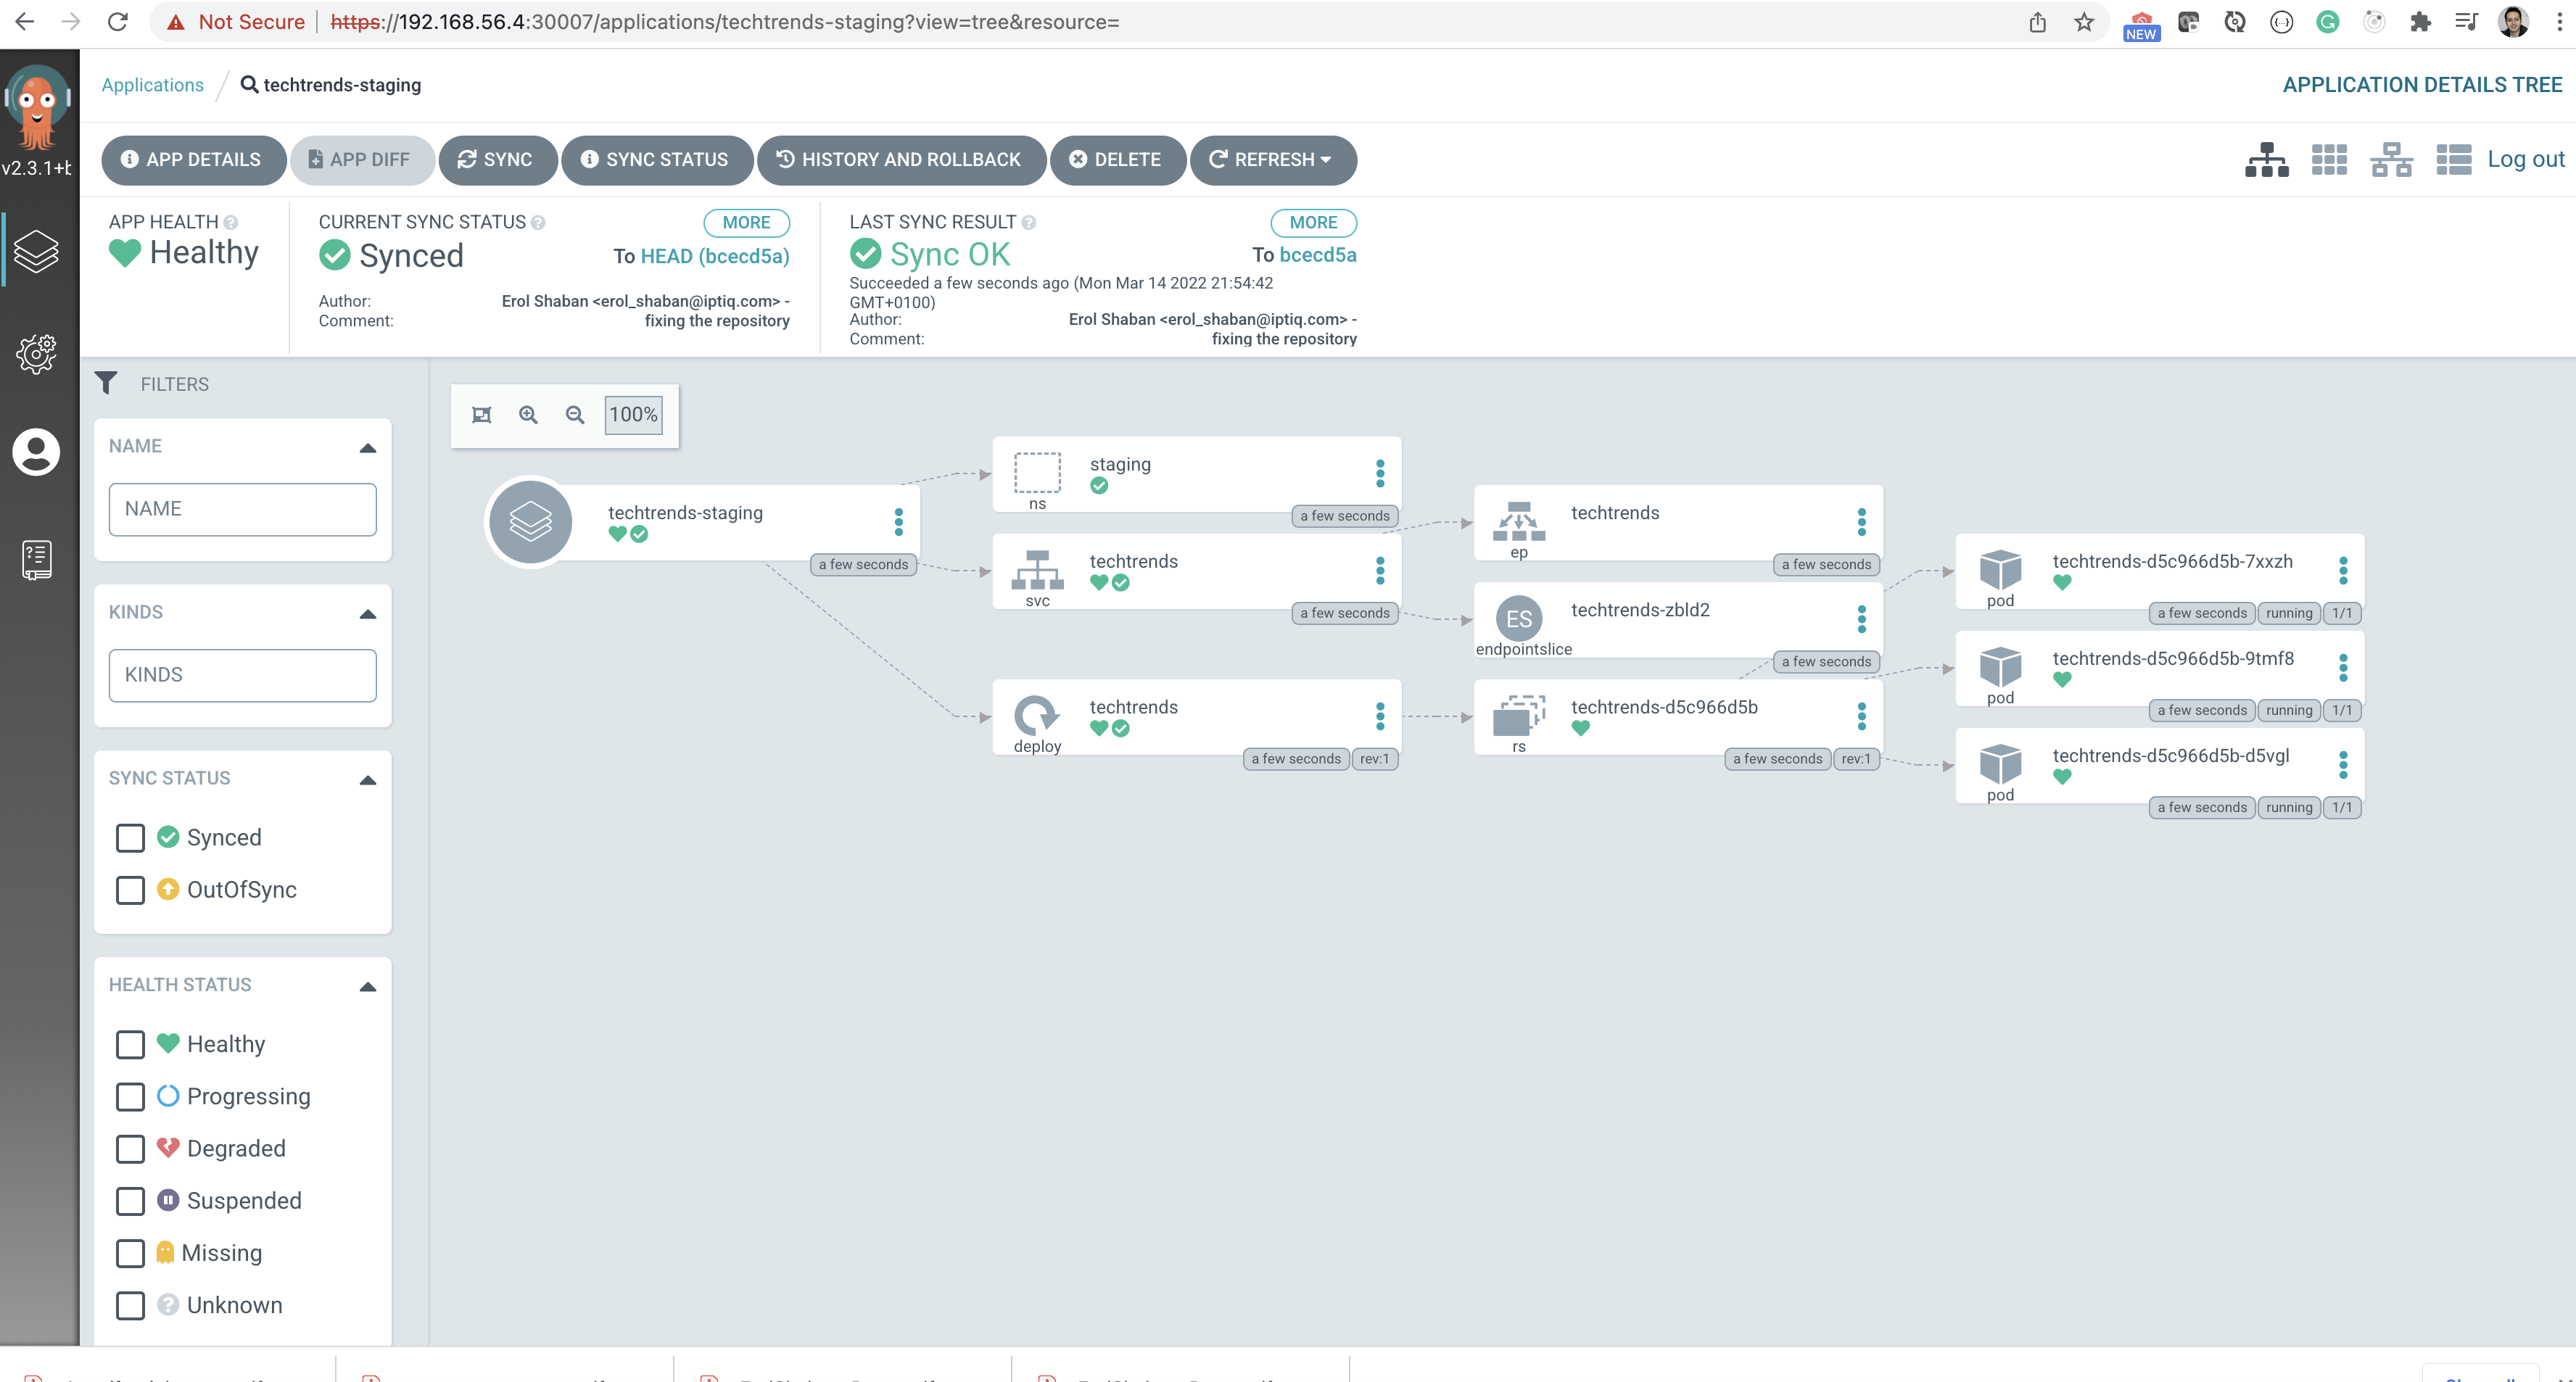 Not Secure https://192.168.56.4:30007/applications/techtrends-staging?view=tree&resource=
NEW
v2.3.1+b
Applications / techtrends-staging
APPLICATION DETAILS TREE
APP DETAILS APP DIFF SYNC SYNC STATUS HISTORY AND ROLLBACK DELETE REFRESH
Log out
APP HEALTH
Healthy
CURRENT SYNC STATUS MORE
Synced To HEAD (bcecd5a)
Author: Erol Shaban <erol_shaban@iptiq.com> -
Comment: fixing the repository
LAST SYNC RESULT MORE
Sync OK To bcecd5a
Succeeded a few seconds ago (Mon Mar 14 2022 21:54:42
GMT+0100)
Author: Erol Shaban <erol_shaban@iptiq.com> -
Comment: fixing the repository
FILTERS
NAME
NAME
KINDS
KINDS
SYNC STATUS
Synced
OutOfSync
HEALTH STATUS
Healthy
Progressing
Degraded
Suspended
Missing
Unknown
100%
techtrends-staging
a few seconds
staging
ns
a few seconds
techtrends
svc
a few seconds
techtrends
deploy
a few seconds rev:1
techtrends
ep
a few seconds
ES
techtrends-zbld2
endpointslice
a few seconds
techtrends-d5c966d5b
rs
a few seconds rev:1
techtrends-d5c966d5b-7xxzh
pod
a few seconds running 1/1
techtrends-d5c966d5b-9tmf8
pod
a few seconds running 1/1
techtrends-d5c966d5b-d5vgl
pod
a few seconds running 1/1